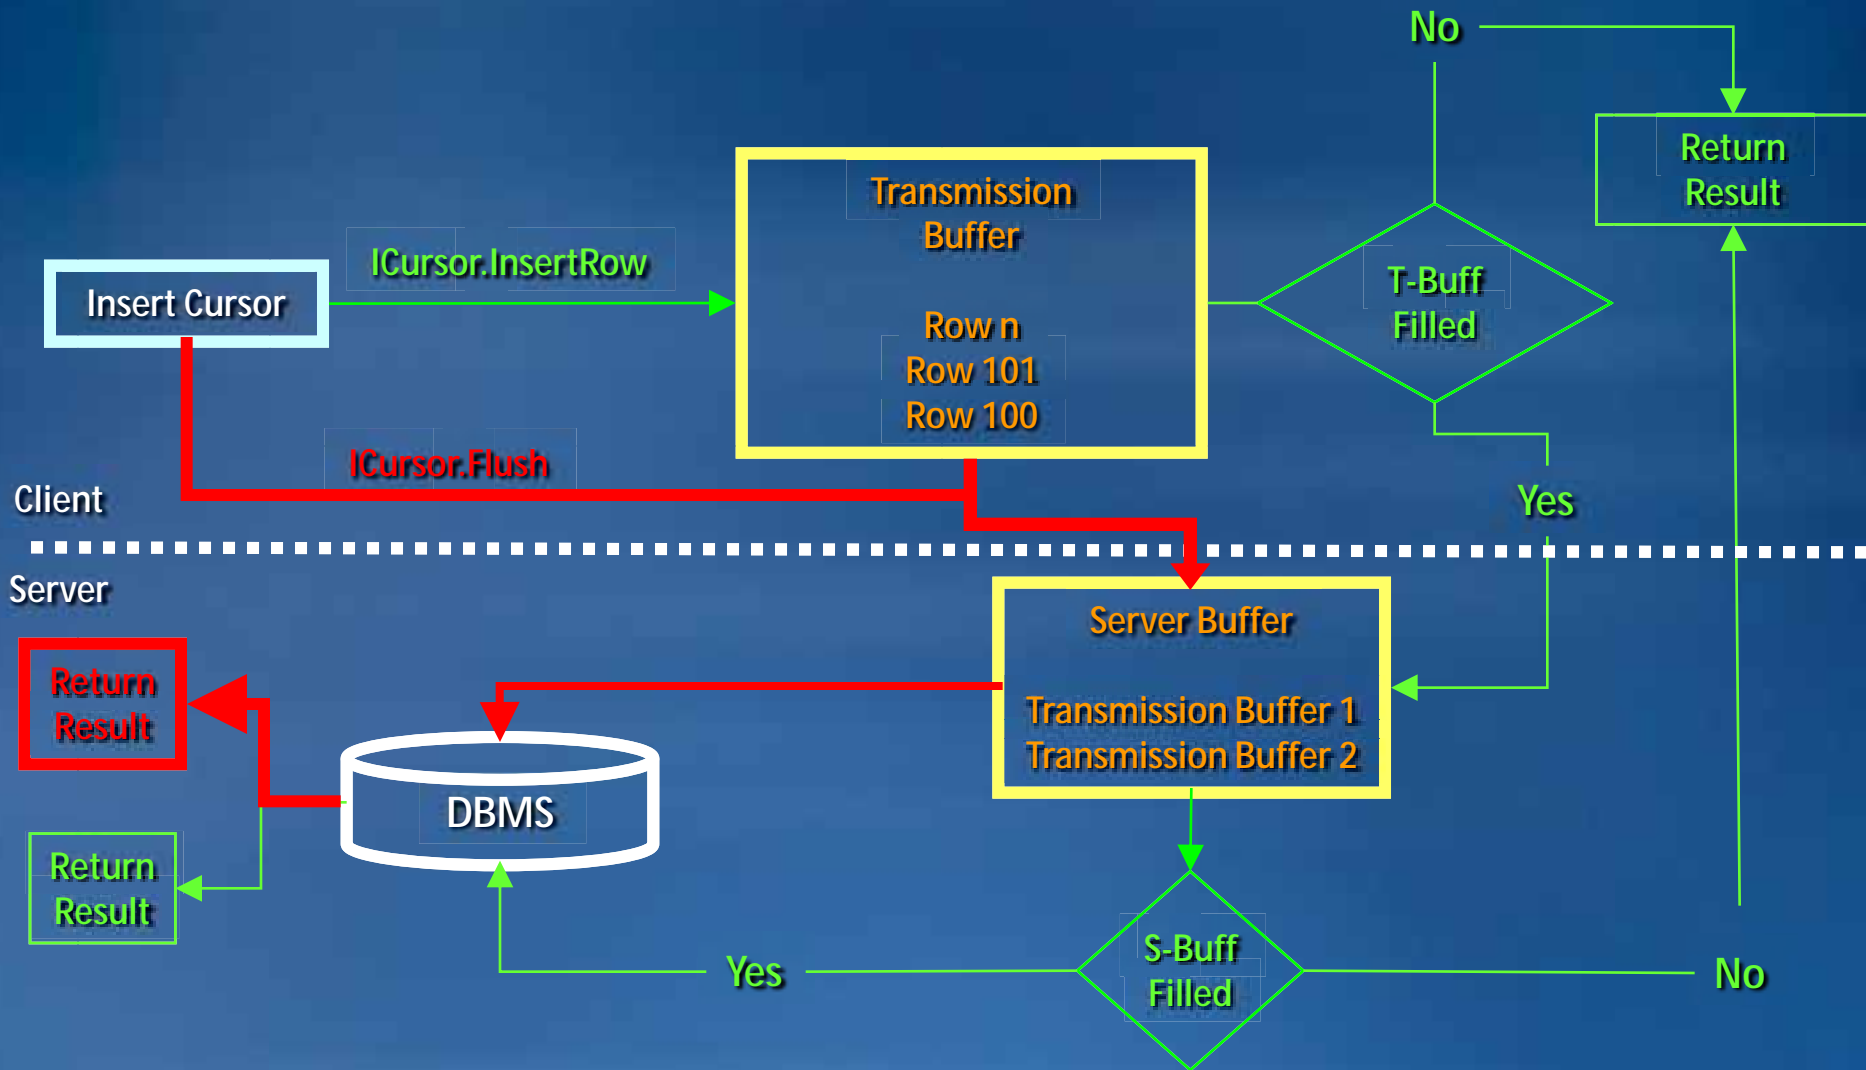 No
Return
Result
Transmission
Buffer
ICursor.InsertRow
Insert Cursor
T-Buff
Filled
Row n
Row 101
Row 100
ICursor.Flush
Client
Yes
Server
Server Buffer
Return
Result
Transmission Buffer 1
Transmission Buffer 2
DBMS
Return
Result
S-Buff
Filled
Yes
No